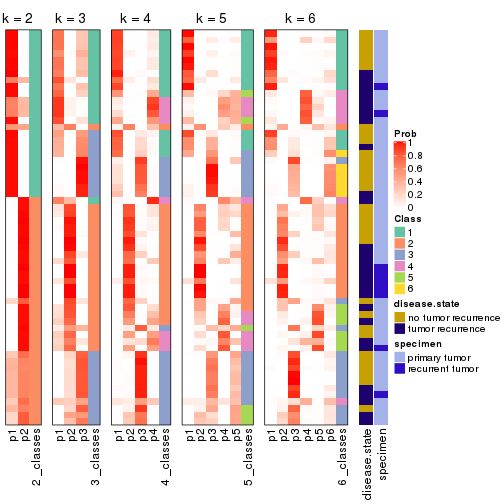 k = 2 k = 3 k = 4 k = 5 k = 6
Prob
1
0.8
0.6
0.4
0.2
0
Class
1
2
3
4
5
6
disease.state
no tumor recurrence
tumor recurrence
specimen
primary tumor
recurrent tumor
p1 p2 2_classes p1 p2 p3 3_classes p1 p2 p3 p4 4_classes p1 p2 p3 p4 p5 5_classes p1 p2 p3 p4 p5 p6 6_classes disease.state specimen